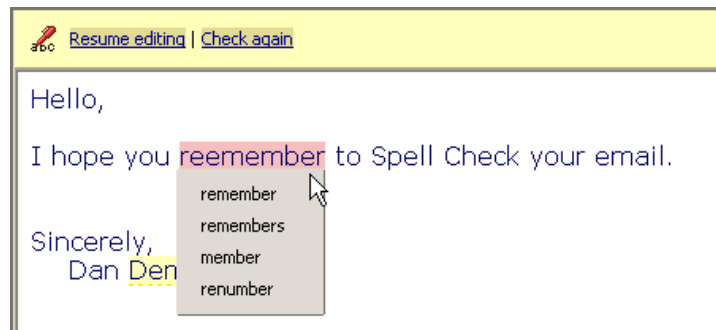 abc Resume editing | Check again
Hello,
I hope you reemember to Spell Check your email.
remember
remembers
member
renumber
Sincerely,
Dan